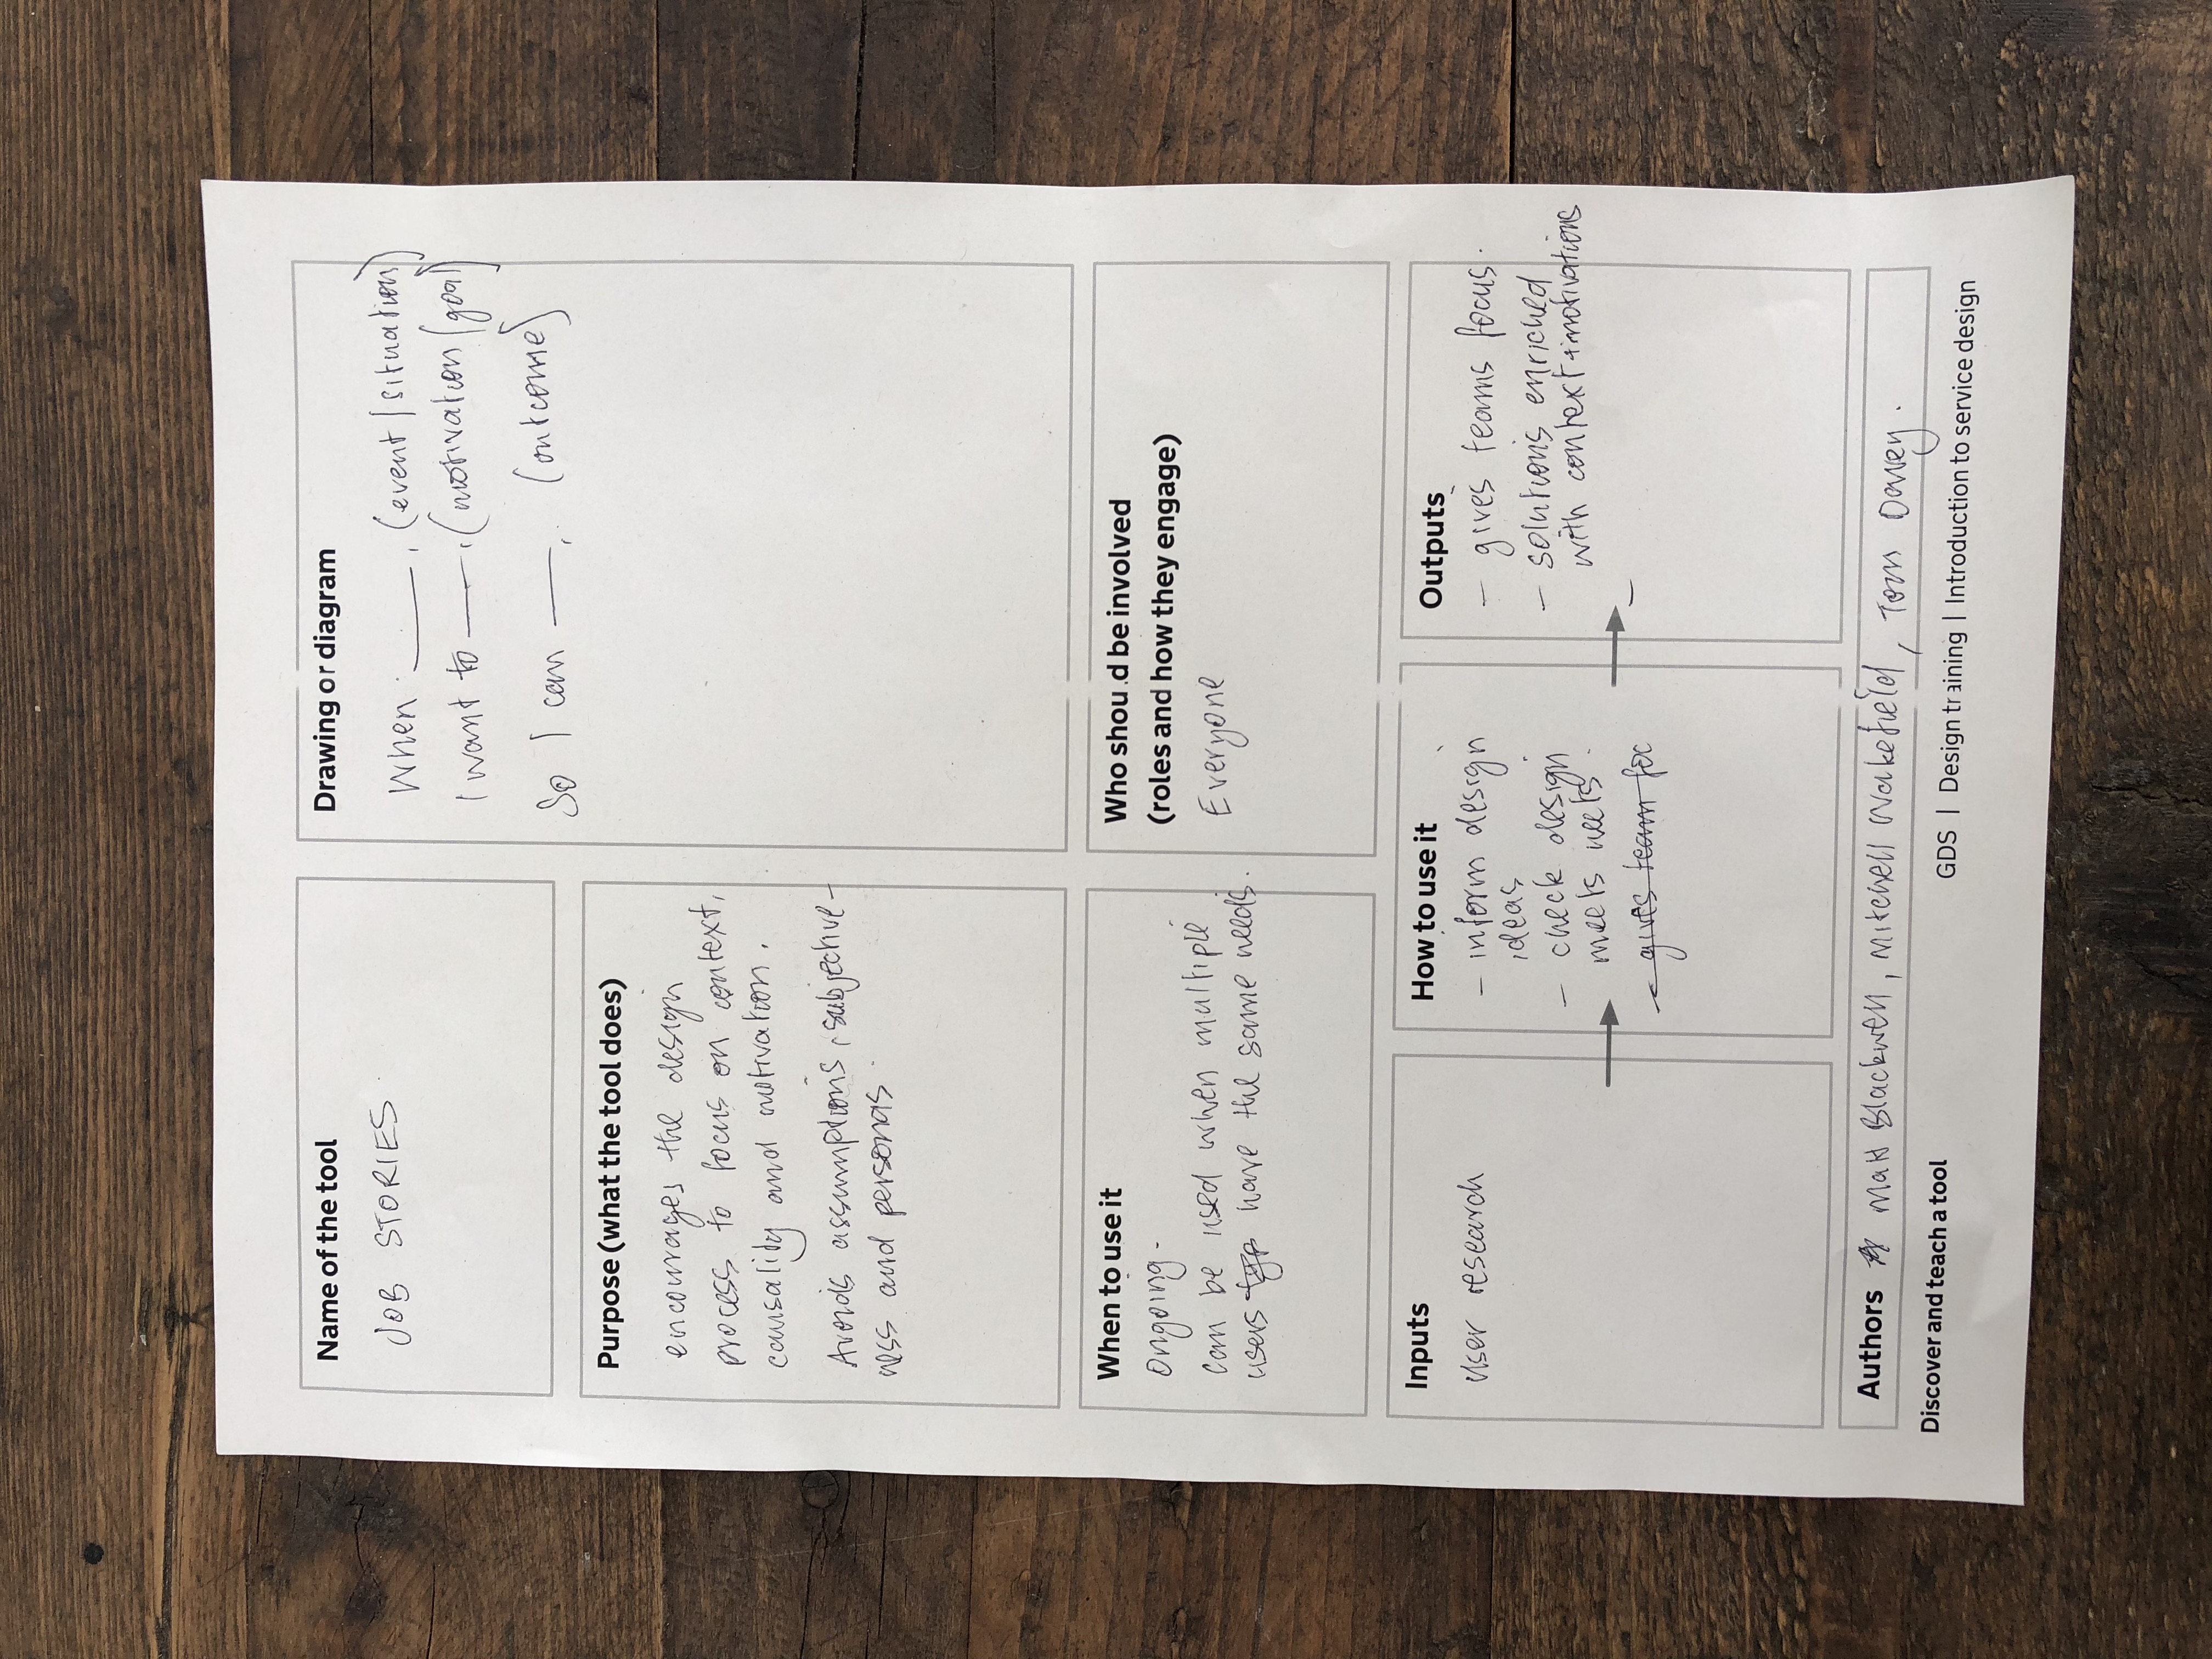 Name of the tool
JOB STORIES
Drawing or diagram
When ____, (event/situation)
I want to ___, (motivation/goal)
So I can ___, (outcome)
Purpose (what the tool does)
encourages the design
process to focus on context,
causality and motivation.
Avoids assumptions, subjective-
ness and personas
When to use it
Ongoing.
can be used when multiple
users typ have the same needs.
Who should be involved
(roles and how they engage)
Everyone
Inputs
User research
How to use it
- inform design
ideas
- check design
meets neets.
- gives team foc
Outputs
- gives teams focus.
- solutions enriched
with context + motivations
-
Authors Matt Blackwell, Mitchell Wakefield, Tom Davey.
Discover and teach a tool
GDS | Design training | Introduction to service design